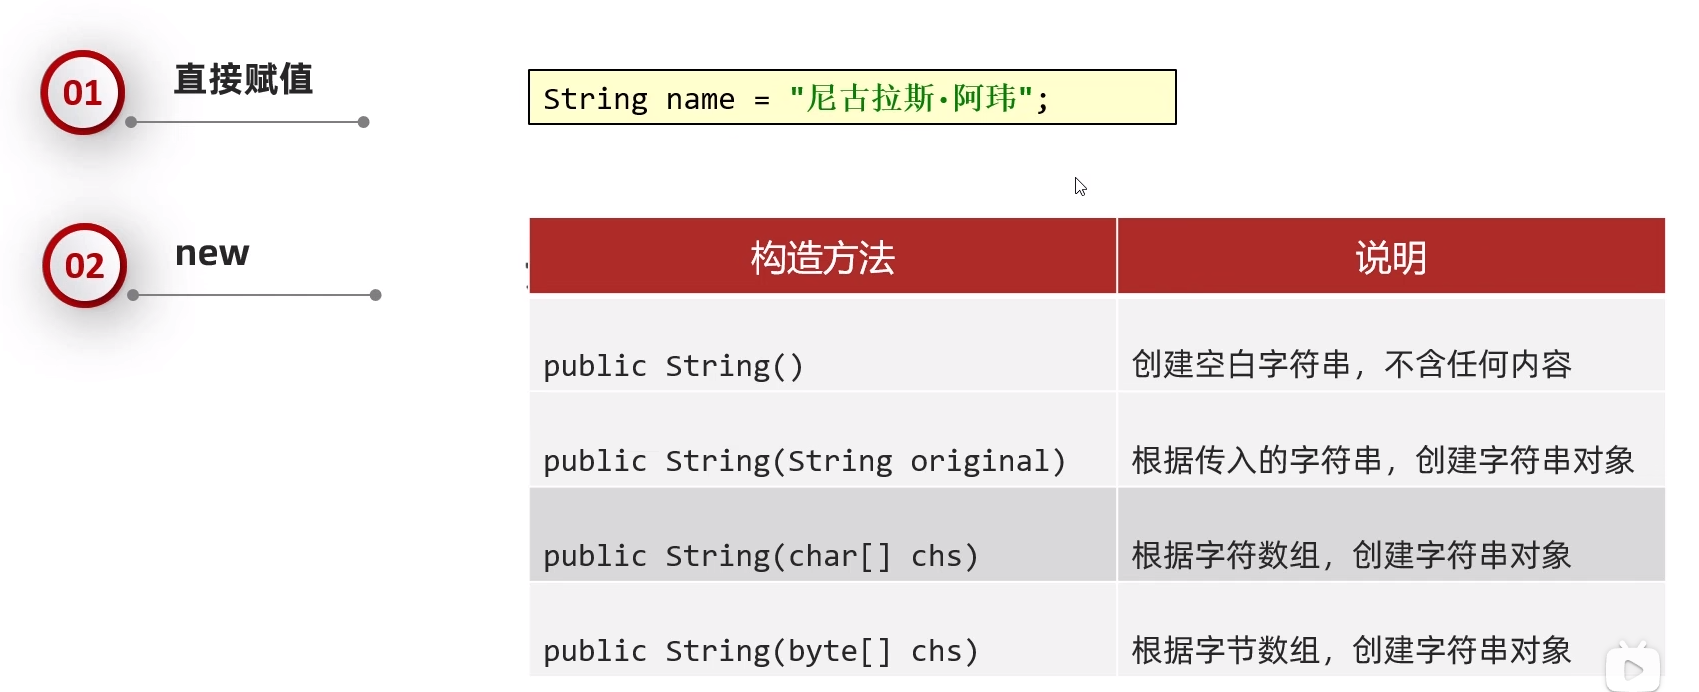 01 直接赋值
String name = "尼古拉斯·阿玮";
02 new
构造方法 说明
public String() 创建空白字符串，不含任何内容
public String(String original) 根据传入的字符串，创建字符串对象
public String(char[] chs) 根据字符数组，创建字符串对象
public String(byte[] chs) 根据字节数组，创建字符串对象